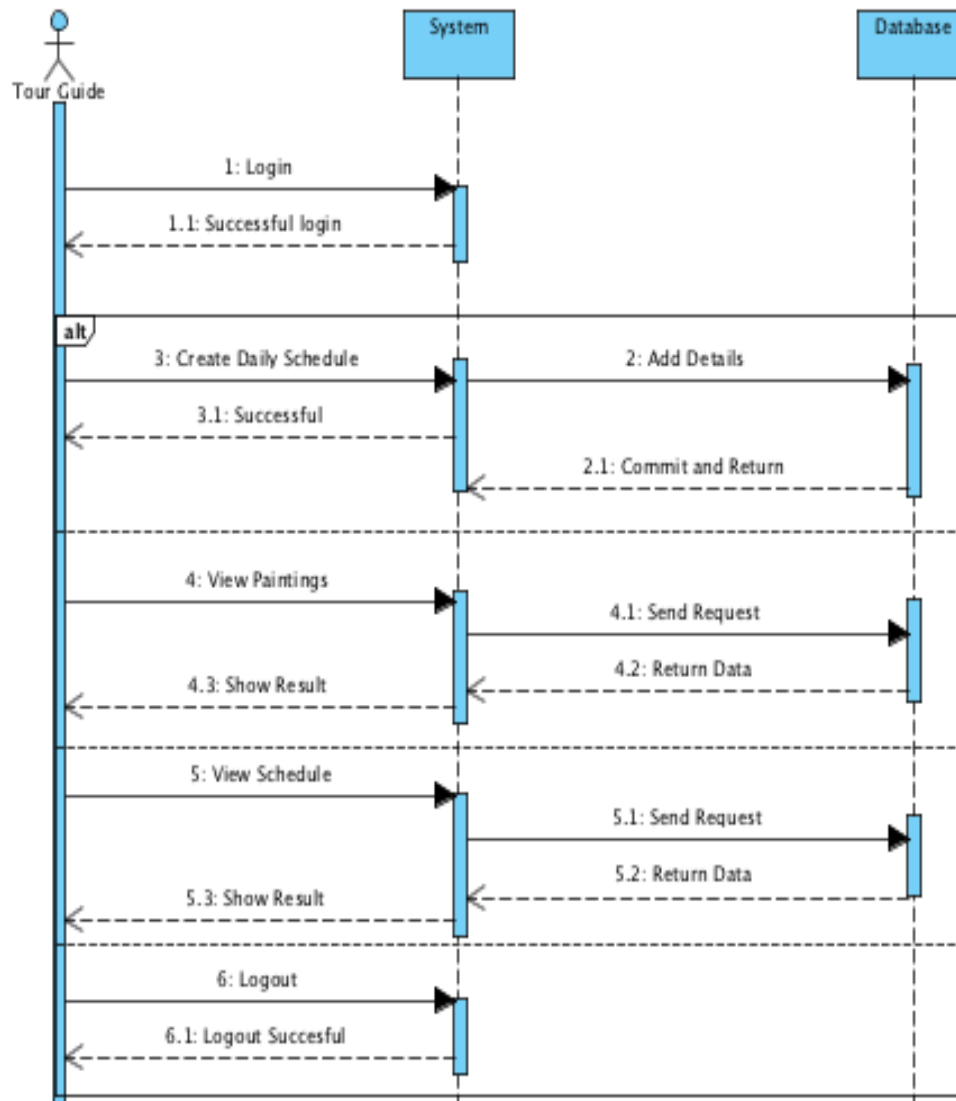 System
Database
Tour Guide
1: Login
1.1: Successful login
alt
3: Create Daily Schedule
2: Add Details
3.1: Successful
2.1: Commit and Return
4: View Paintings
4.1: Send Request
4.2: Return Data
4.3: Show Result
5: View Schedule
5.1: Send Request
5.2: Return Data
5.3: Show Result
6: Logout
6.1: Logout Succesful